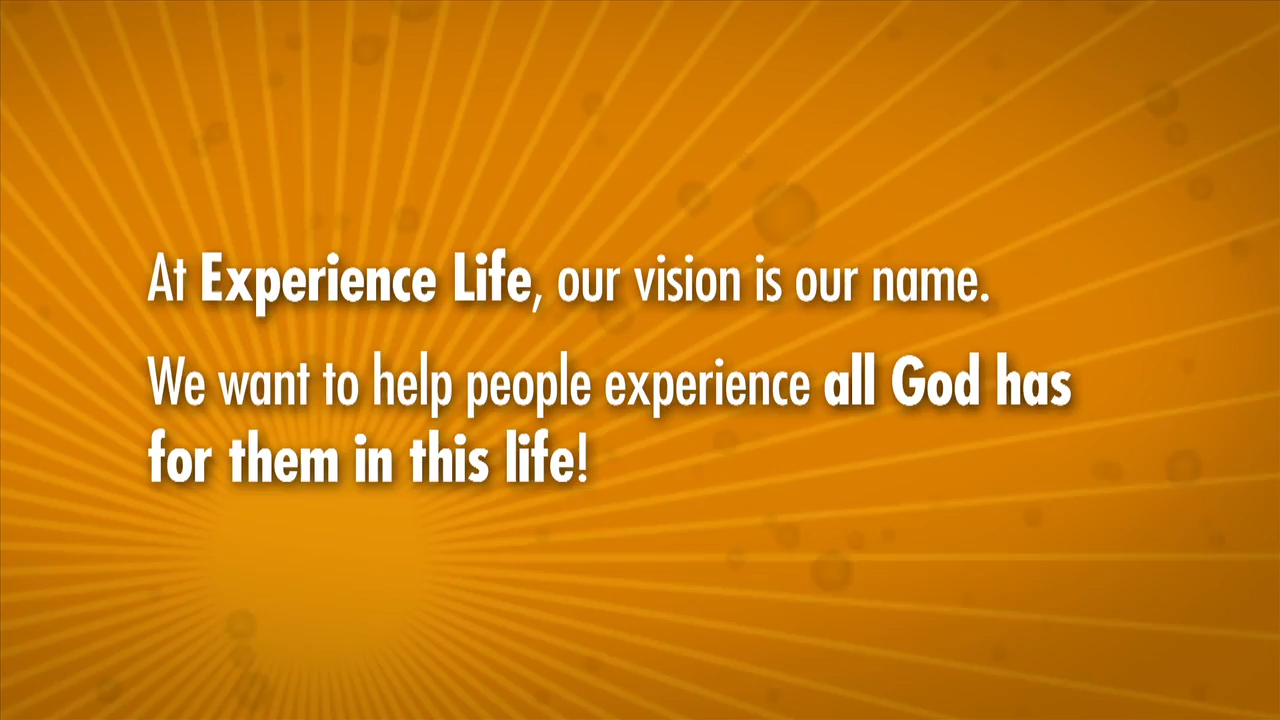 At Experience Life, our vision is our name.
We want to help people experience all God has
for them in this life!